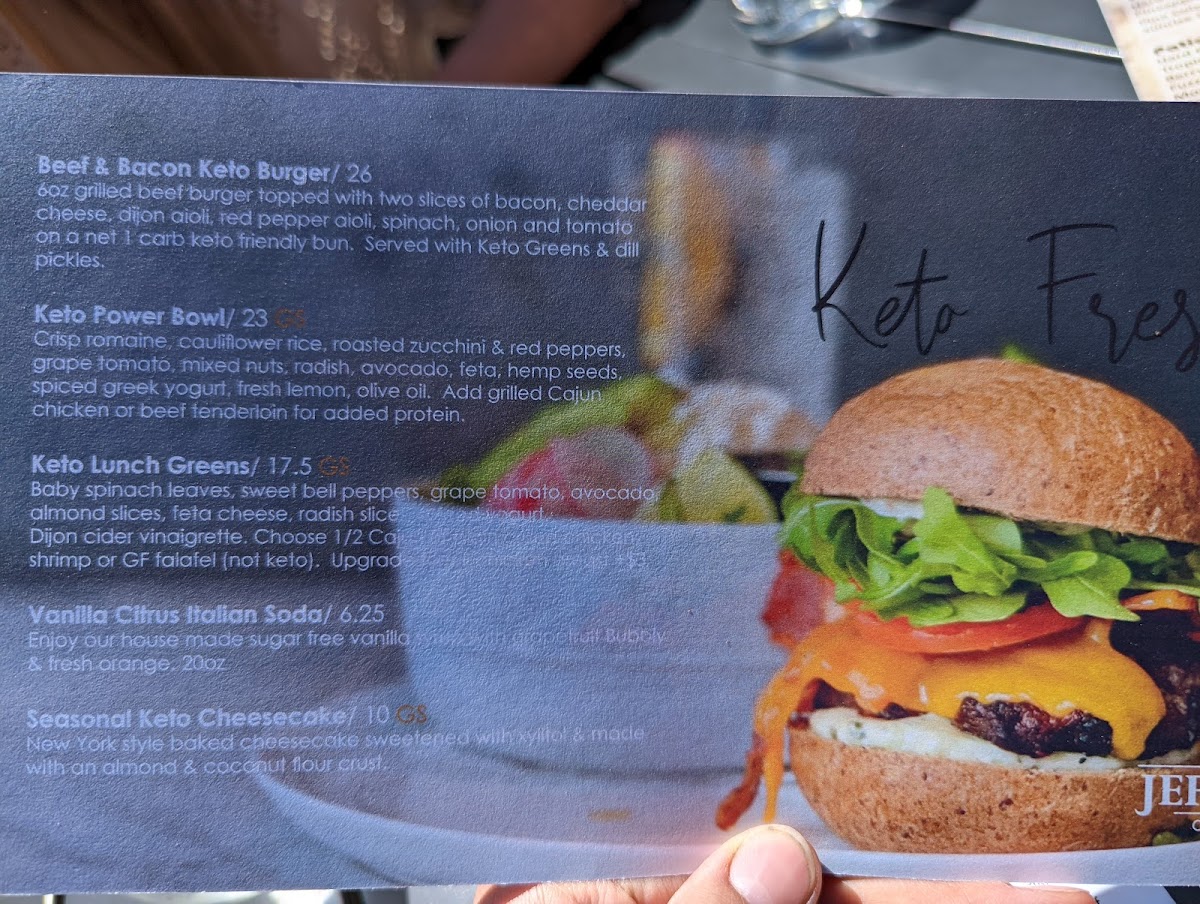 Beef & Bacon Keto Burger/ 26
6oz grilled beef burger topped with two slices of bacon, cheddar
cheese, dijon aioli, red pepper aioli, spinach, onion and tomato
on a net 1 carb keto friendly bun. Served with Keto Greens & dill
pickles.
Keto Power Bowl/ 23 GS
Crisp romaine, cauliflower rice, roasted zucchini & red peppers,
grape tomato, mixed nuts, radish, avocado, feta, hemp seeds,
spiced greek yogurt, fresh lemon, olive oil. Add grilled Cajun
chicken or beef tenderloin for added protein.
Keto Lunch Greens/ 17.5 GS
Baby spinach leaves, sweet bell peppers, grape tomato, avocado,
almond slices, feta cheese, radish slice
Dijon cider vinaigrette. Choose 1/2 chicken,
shrimp or GF falafel (not keto). Upgrad +$3
Vanilla Citrus Italian Soda/ 6.25
Enjoy our house made sugar free vanilla with grapefruit Bubbly
& fresh orange. 20oz
Seasonal Keto Cheesecake/ 10 GS
New York style baked cheesecake sweetened with xylitol & made
with an almond & coconut flour crust.
Keto Fres
JEF